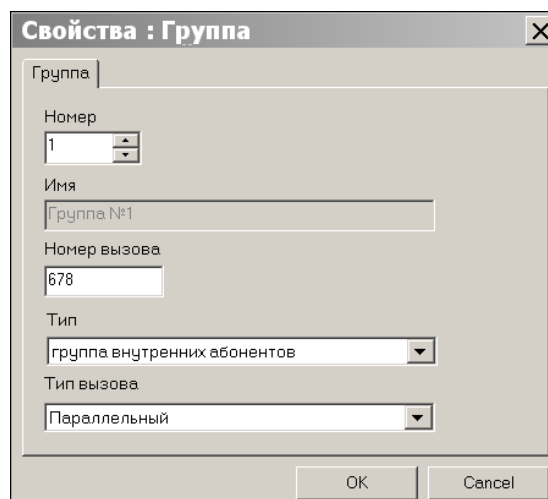 Свойства : Группа
Группа
Номер
1
Имя
Группа №1
Номер вызова
678
Тип
группа внутренних абонентов
Тип вызова
Параллельный
OK Cancel